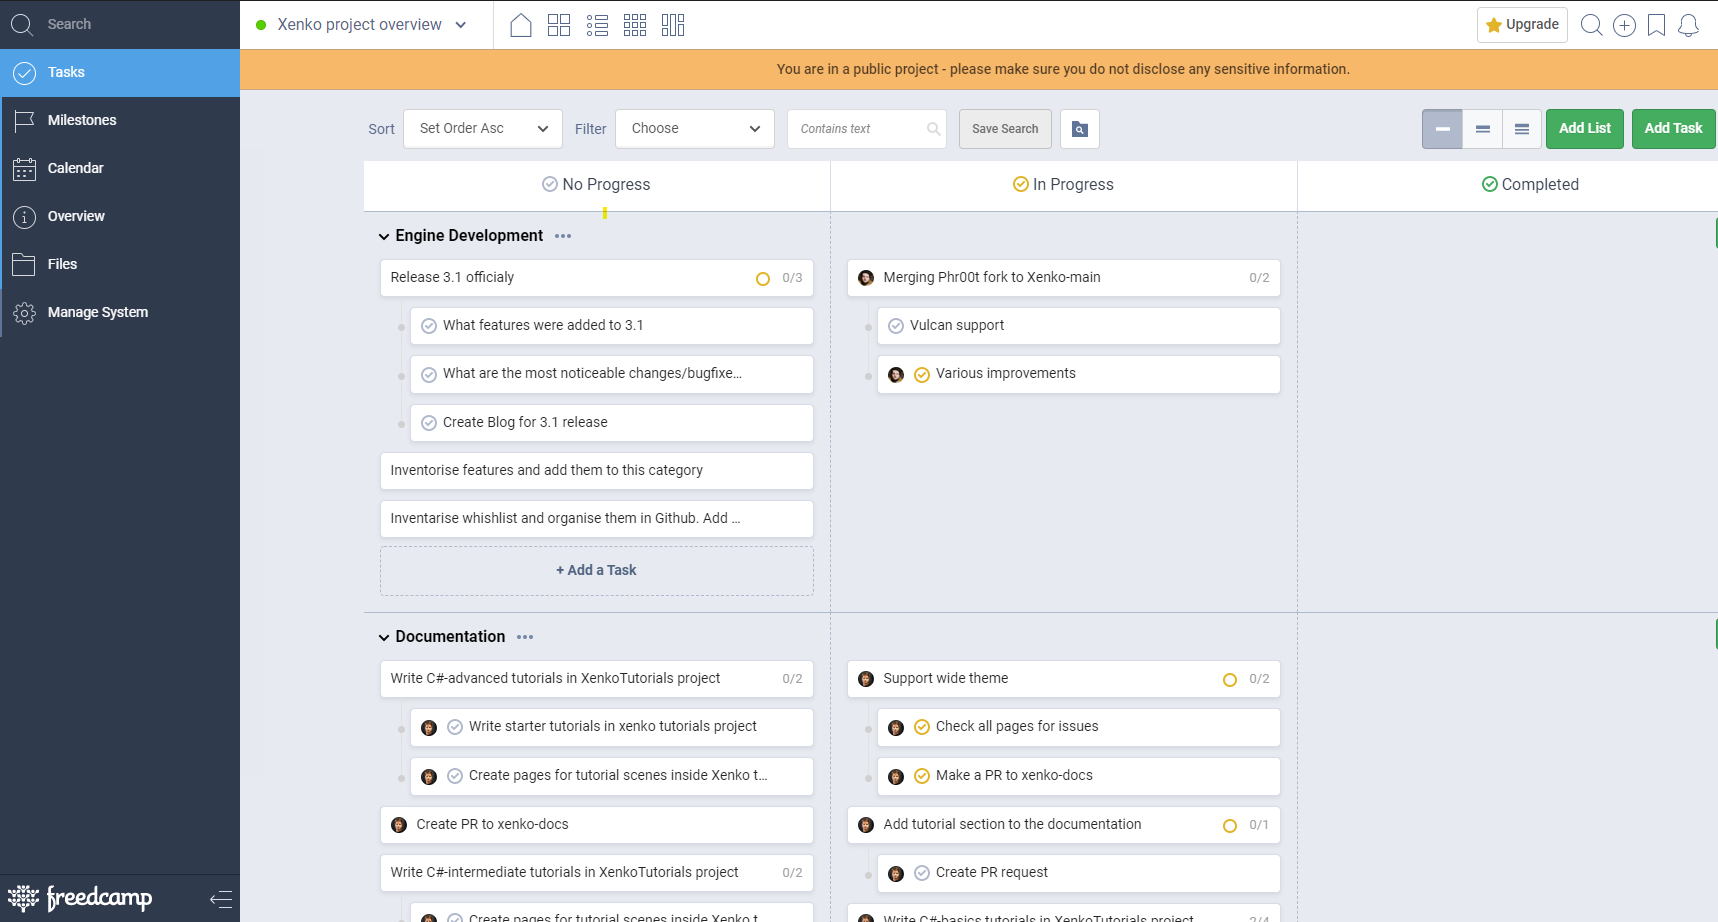 Search
Xenko project overview
Upgrade
Tasks
You are in a public project - please make sure you do not disclose any sensitive information.
Milestones
Calendar
Overview
Files
Manage System
Sort
Set Order Asc
Filter
Choose
Contains text
Save Search
Add List
Add Task
No Progress
In Progress
Completed
Engine Development
Release 3.1 officialy
0/3
What features were added to 3.1
What are the most noticeable changes/bugfixe...
Create Blog for 3.1 release
Inventorise features and add them to this category
Inventarise whishlist and organise them in Github. Add ...
+ Add a Task
Merging Phr00t fork to Xenko-main
0/2
Vulcan support
Various improvements
Documentation
Write C#-advanced tutorials in XenkoTutorials project
0/2
Write starter tutorials in xenko tutorials project
Create pages for tutorial scenes inside Xenko t...
Create PR to xenko-docs
Write C#-intermediate tutorials in XenkoTutorials project
0/2
Create pages for tutorial scenes inside Xenko t...
Support wide theme
0/2
Check all pages for issues
Make a PR to xenko-docs
Add tutorial section to the documentation
0/1
Create PR request
Write C#-basics tutorials in XenkoTutorials project
2/4
freedcamp